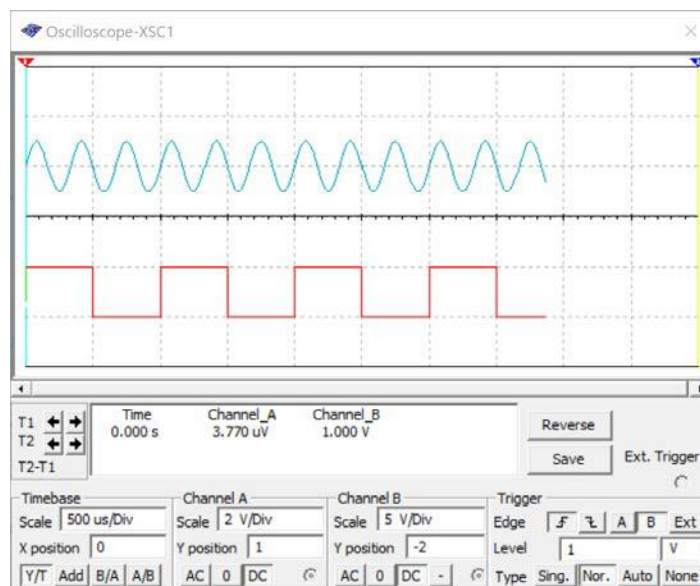 Oscilloscope-XSC1
Time Channel_A Channel_B
T1 0.000 s 3.770 uV 1.000 V
T2
T2-T1
Reverse
Save
Ext. Trigger
Timebase
Scale 500 us/Div
X position 0
Y/T Add B/A A/B
Channel A
Scale 2 V/Div
Y position 1
AC 0 DC
Channel B
Scale 5 V/Div
Y position -2
AC 0 DC -
Trigger
Edge A B Ext
Level 1 V
Type Sing. Nor. Auto None